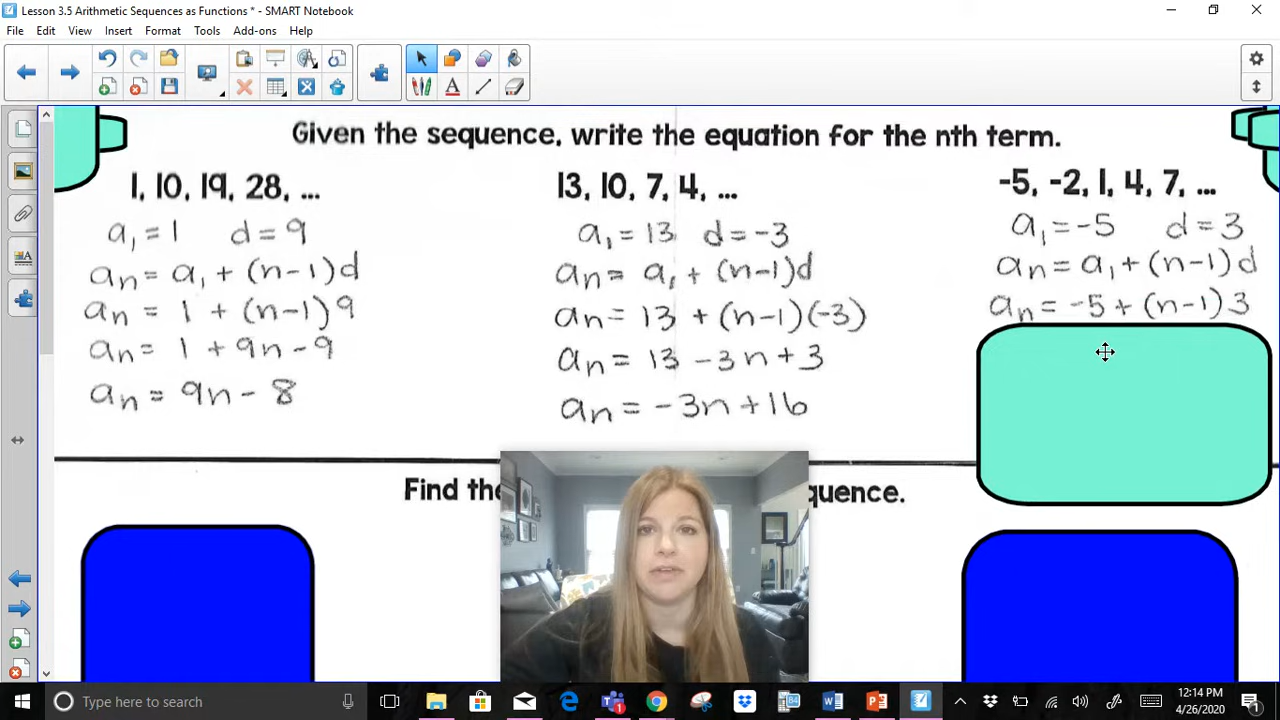 Lesson 3.5 Arithmetic Sequences as Functions * - SMART Notebook
File Edit View Insert Format Tools Add-ons Help
Given the sequence, write the equation for the nth term.
1, 10, 19, 28, ...
a₁ = 1 d = 9
aₙ = a₁ + (n-1)d
aₙ = 1 + (n-1)9
aₙ = 1 + 9n - 9
aₙ = 9n - 8
13, 10, 7, 4, ...
a₁ = 13 d = -3
aₙ = a₁ + (n-1)d
aₙ = 13 + (n-1)(-3)
aₙ = 13 - 3n + 3
aₙ = -3n + 16
-5, -2, 1, 4, 7, ...
a₁ = -5 d = 3
aₙ = a₁ + (n-1)d
aₙ = -5 + (n-1)3
Find the
quence.
Type here to search
12:14 PM
4/26/2020